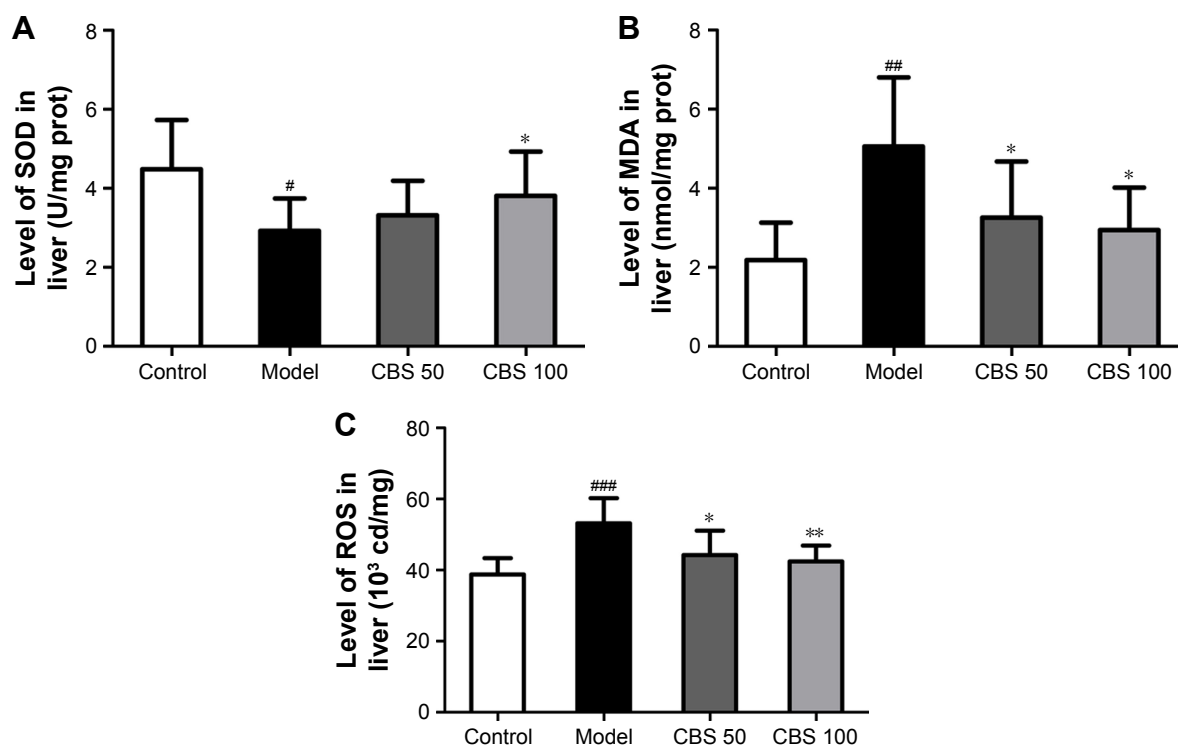 A
Level of SOD in
liver (U/mg prot)
8
6
4
2
0
#
*
Control Model CBS 50 CBS 100
B
Level of MDA in
liver (nmol/mg prot)
8
6
4
2
0
##
*
*
Control Model CBS 50 CBS 100
C
Level of ROS in
liver (10³ cd/mg)
80
60
40
20
0
###
*
**
Control Model CBS 50 CBS 100